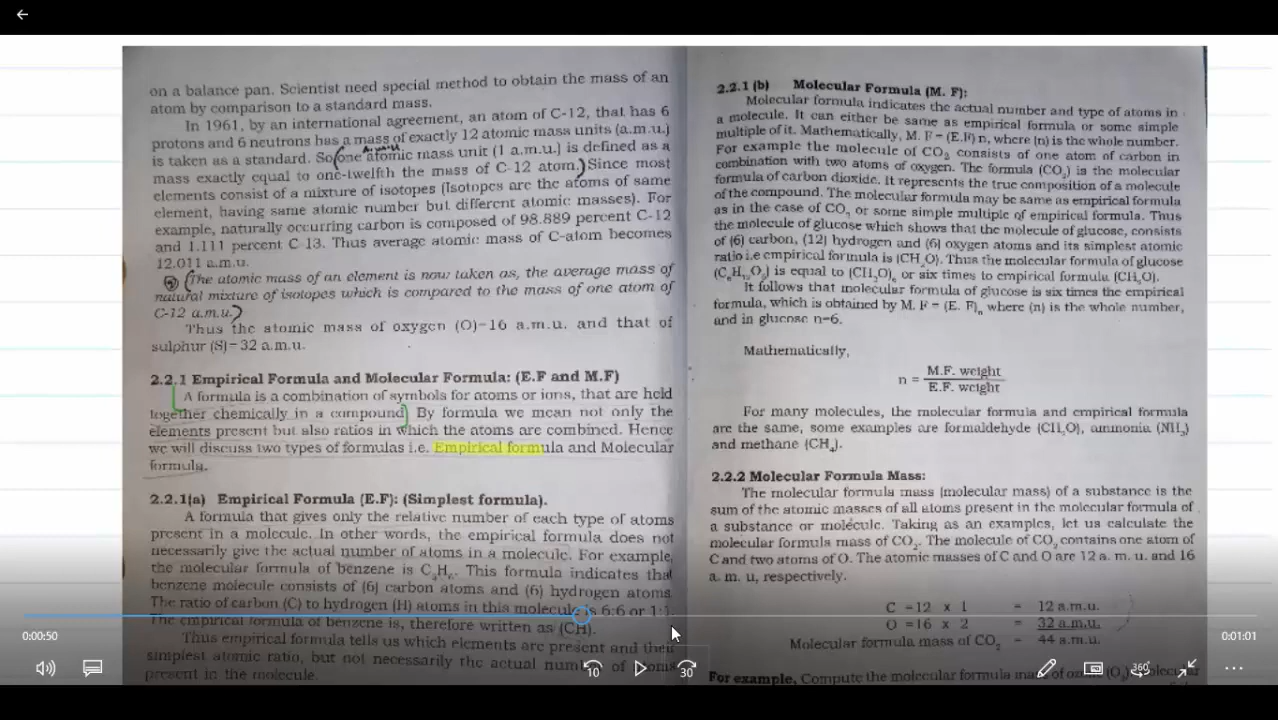 on a balance pan. Scientist need special method to obtain the mass of an
atom by comparison to a standard mass.
In 1961, by an international agreement, an atom of C-12, that has 6
protons and 6 neutrons has a mass of exactly 12 atomic mass units (a.m.u.)
is taken as a standard. So one atomic mass unit (1 a.m.u.) is defined as a
mass exactly equal to one-twelfth the mass of C-12 atom.) Since most
elements consist of a mixture of isotopes (Isotopes are the atoms of same
element, having same atomic number but different atomic masses). For
example, naturally occurring carbon is composed of 98.889 percent C-12
and 1.111 percent C-13. Thus average atomic mass of C-atom becomes
12.011 a.m.u.
(The atomic mass of an element is now taken as, the average mass of
natural mixture of isotopes which is compared to the mass of one atom of
C-12 a.m.u.)
Thus the atomic mass of oxygen (O)=16 a.m.u. and that of
sulphur (S)=32 a.m.u.
2.2.1 Empirical Formula and Molecular Formula: (E.F and M.F)
A formula is a combination of symbols for atoms or ions, that are held
together chemically in a compound) By formula we mean not only the
elements present but also ratios in which the atoms are combined. Hence
we will discuss two types of formulas i.e. Empirical formula and Molecular
formula.
2.2.1(a) Empirical Formula (E.F): (Simplest formula).
A formula that gives only the relative number of each type of atoms
present in a molecule. In other words, the empirical formula does not
necessarily give the actual number of atoms in a molecule. For example,
the molecular formula of benzene is C₆H₆. This formula indicates that
benzene molecule consists of (6) carbon atoms and (6) hydrogen atoms
The ratio of carbon (C) to hydrogen (H) atoms in this molecule is 6:6 or 1:1.
The empirical formula of benzene is, therefore written as (CH).
Thus empirical formula tells us which elements are present and their
simplest atomic ratio, but not necessarily the actual number of atoms
present in the molecule.
2.2.1 (b) Molecular Formula (M. F):
Molecular formula indicates the actual number and type of atoms in
a molecule. It can either be same as empirical formula or some simple
multiple of it. Mathematically, M. F = (E.F) n, where (n) is the whole number.
For example the molecule of CO₂ consists of one atom of carbon in
combination with two atoms of oxygen. The formula (CO₂) is the molecular
formula of carbon dioxide. It represents the true composition of a molecule
of the compound. The molecular formula may be same as empirical formula
as in the case of CO₂ or some simple multiple of empirical formula. Thus
the molecule of glucose which shows that the molecule of glucose, consists
of (6) carbon, (12) hydrogen and (6) oxygen atoms and its simplest atomic
ratio i.e empirical formula is (CH₂O). Thus the molecular formula of glucose
(C₆H₁₂O₆) is equal to (CH₂O)₆ or six times to empirical formula (CH₂O).
It follows that molecular formula of glucose is six times the empirical
formula, which is obtained by M. F = (E. F)ₙ where (n) is the whole number,
and in glucose n=6.
Mathematically,
n = M.F. weight
E.F. weight
For many molecules, the molecular formula and empirical formula
are the same, some examples are formaldehyde (CH₂O), ammonia (NH₃)
and methane (CH₄).
2.2.2 Molecular Formula Mass:
The molecular formula mass (molecular mass) of a substance is the
sum of the atomic masses of all atoms present in the molecular formula of
a substance or molecule. Taking as an examples, let us calculate the
molecular formula mass of CO₂. The molecule of CO₂ contains one atom of
C and two atoms of O. The atomic masses of C and O are 12 a. m. u. and 16
a. m. u, respectively.
C =12 x 1 = 12 a.m.u.
O =16 x 2 = 32 a.m.u.
Molecular formula mass of CO₂ = 44 a.m.u.
For example, Compute the molecular formula mass of (O₂) Molecular
0:00:50
0:01:01
10
30
360